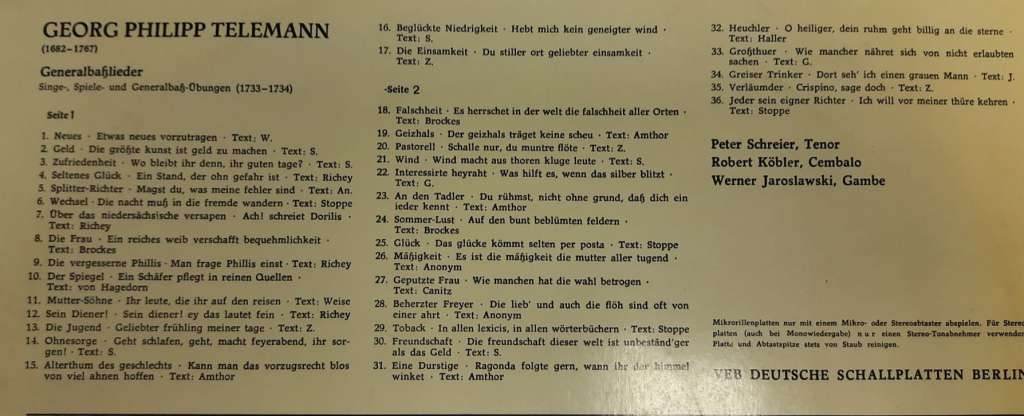 GEORG PHILIPP TELEMANN
(1682-1767)
Generalbaßlieder
Singe-, Spiele- und Generalbaß-Übungen (1733-1734)
Seite 1
1. Neues · Etwas neues vorzutragen · Text: W.
2. Geld · Die größte kunst ist geld zu machen · Text: S.
3. Zufriedenheit · Wo bleibt ihr denn, ihr guten tage? · Text: S.
4. Seltenes Glück · Ein Stand, der ohn gefahr ist · Text: Richey
5. Splitter-Richter · Magst du, was meine fehler sind · Text: An.
6. Wechsel · Die nacht muß in die fremde wandern · Text: Stoppe
7. Über das niedersächsische versapen · Ach! schreiet Dorilis ·
Text: Richey
8. Die Frau · Ein reiches weib verschafft bequehmlichkeit ·
Text: Brockes
9. Die vergesserne Phillis · Man frage Phillis einst · Text: Richey
10. Der Spiegel · Ein Schäfer pflegt in reinen Quellen ·
Text: von Hagedorn
11. Mutter-Söhne · Ihr leute, die ihr auf den reisen · Text: Weise
12. Sein Diener! · Sein diener! ey das lautet fein · Text: Richey
13. Die Jugend · Geliebter frühling meiner tage · Text: Z.
14. Ohnesorge · Geht schlafen, geht, macht feyerabend, ihr sor-
gen! · Text: S.
15. Alterthum des geschlechts · Kann man das vorzugsrecht blos
von viel ahnen hoffen · Text: Amthor
16. Beglückte Niedrigkeit · Hebt mich kein geneigter wind ·
Text: S.
17. Die Einsamkeit · Du stiller ort geliebter einsamkeit ·
Text: Z.
·Seite 2
18. Falschheit · Es herrschet in der welt die falschheit aller Orten ·
Text: Brockes
19. Geizhals · Der geizhals träget keine scheu · Text: Amthor
20. Pastorell · Schalle nur, du muntre flöte · Text: Z.
21. Wind · Wind macht aus thoren kluge leute · Text: S.
22. Interessirte heyraht · Was hilft es, wenn das silber blitzt ·
Text: G.
23. An den Tadler · Du rühmst, nicht ohne grund, daß dich ein
ieder kennt · Text: Amthor
24. Sommer-Lust · Auf den bunt beblümten feldern ·
Text: Brockes
25. Glück · Das glücke kömmt selten per posta · Text: Stoppe
26. Mäßigkeit · Es ist die mäßigkeit die mutter aller tugend ·
Text: Anonym
27. Geputzte Frau · Wie manchen hat die wahl betrogen ·
Text: Canitz
28. Beherzter Freyer · Die lieb' und auch die flöh sind oft von
einer ahrt · Text: Anonym
29. Toback · In allen lexicis, in allen wörterbüchern · Text: Stoppe
30. Freundschaft · Die freundschaft dieser welt ist unbeständ'ger
als das Geld · Text: S.
31. Eine Durstige · Ragonda folgte gern, wann ihr der himmel
winket · Text: Amthor
32. Heuchler · O heiliger, dein ruhm geht billig an die sterne ·
Text: Haller
33. Großthuer · Wie mancher nähret sich von nicht erlaubten
sachen · Text: G.
34. Greiser Trinker · Dort seh' ich einen grauen Mann · Text: J.
35. Verläumder · Crispino, sage doch · Text: Z.
36. Jeder sein eigner Richter · Ich will vor meiner thüre kehren ·
Text: Stoppe
Peter Schreier, Tenor
Robert Köbler, Cembalo
Werner Jaroslawski, Gambe
Mikrorillenplatten nur mit einem Mikro- oder Stereoabtaster abspielen. Für Stereo
platten (auch bei Monowiedergabe) nur einen Stereo-Tonabnehmer verwenden
Platte und Abtastspitze stets von Staub reinigen.
VEB DEUTSCHE SCHALLPLATTEN BERLIN